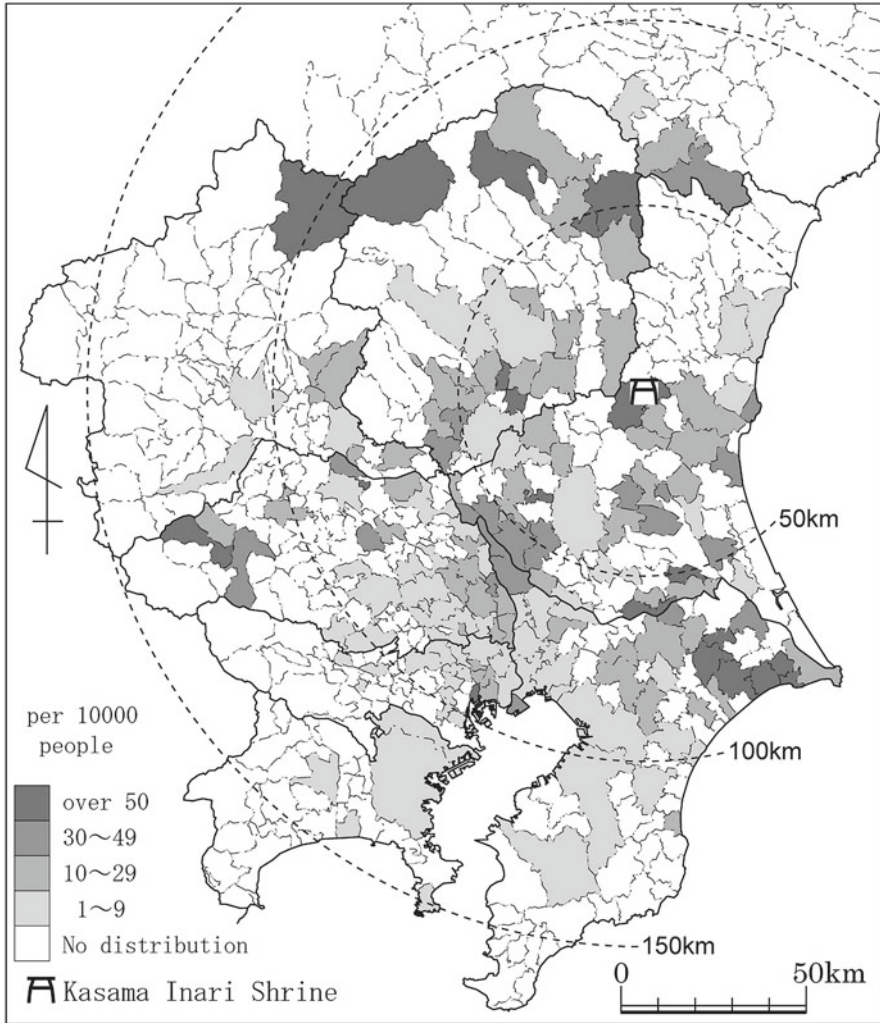 50km
100km
150km
per 10000
people
over 50
30～49
10～29
1～9
No distribution
Kasama Inari Shrine
0
50km